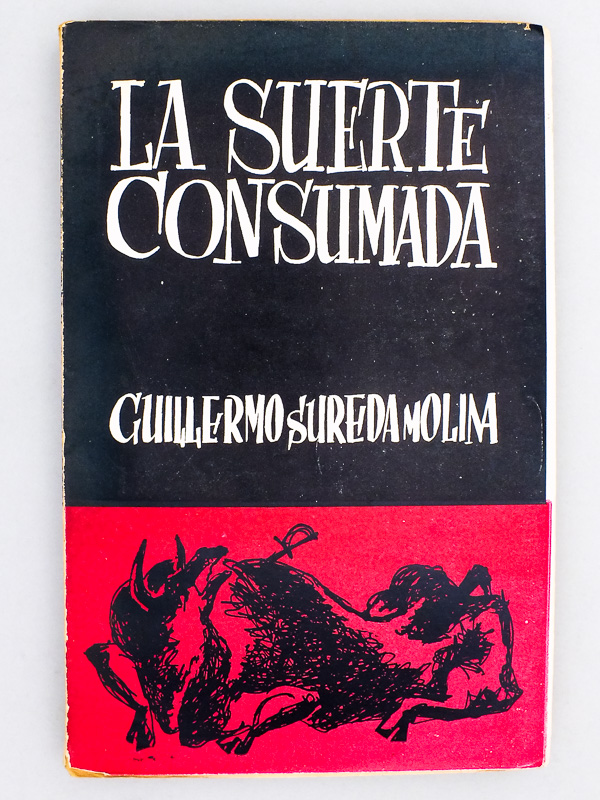 LA SUERTE
CONSUMADA
GUILLERMO SUREDA MOLINA